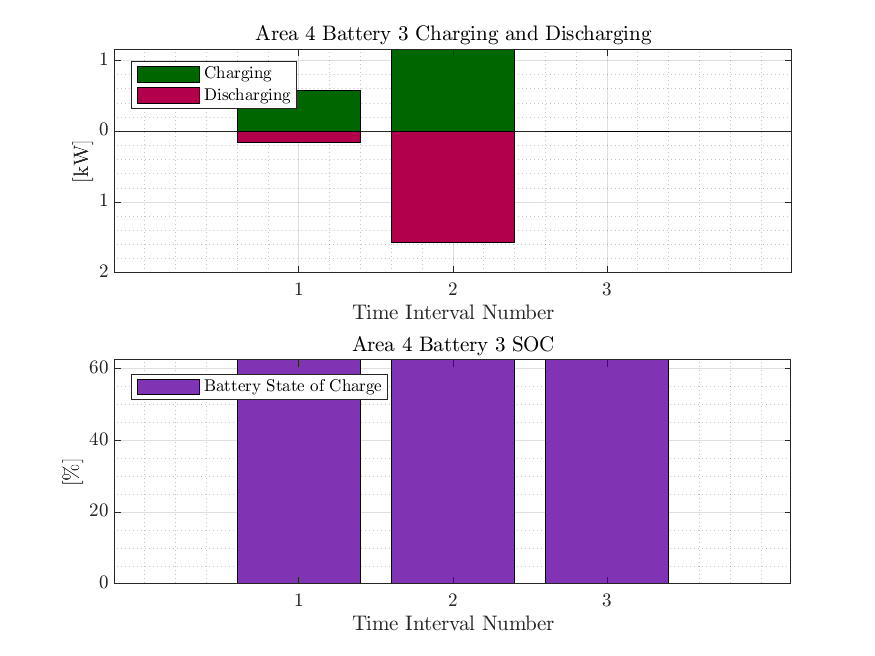 Area 4 Battery 3 Charging and Discharging
1
Charging
Discharging
0
[kW]
1
2
1 2 3
Time Interval Number
Area 4 Battery 3 SOC
60
Battery State of Charge
40
[%]
20
0
1 2 3
Time Interval Number